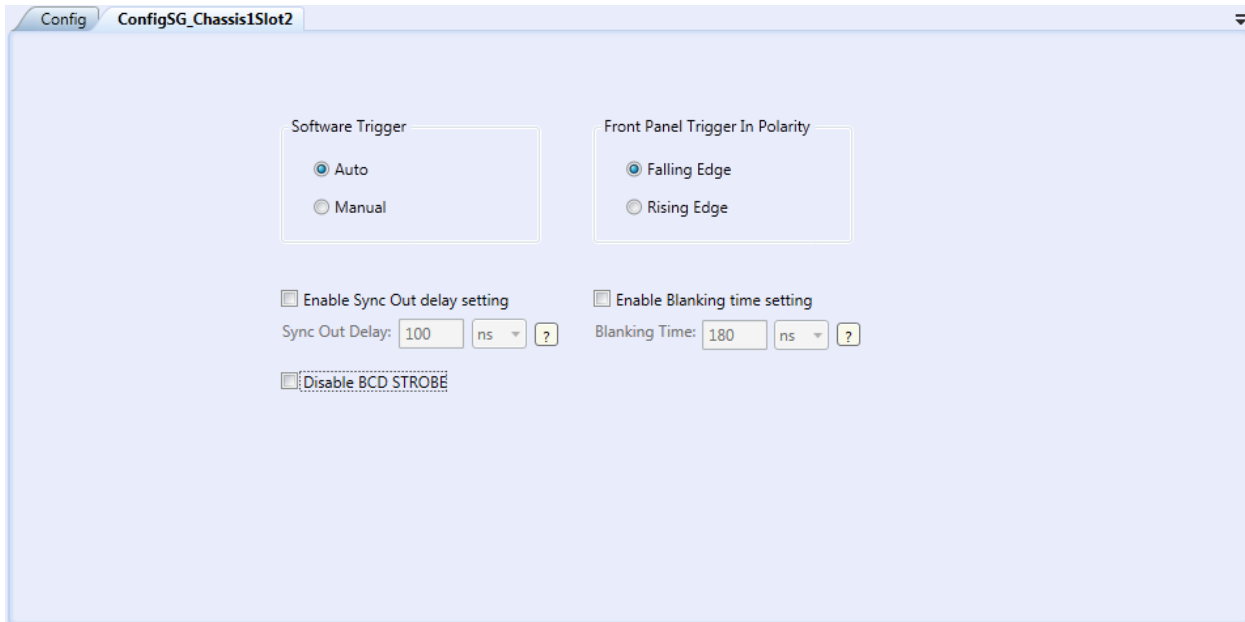 Config ConfigSG_Chassis1Slot2
Software Trigger
Auto
Manual
Front Panel Trigger In Polarity
Falling Edge
Rising Edge
Enable Sync Out delay setting
Sync Out Delay: 100 ns ?
Enable Blanking time setting
Blanking Time: 180 ns ?
Disable BCD STROBE